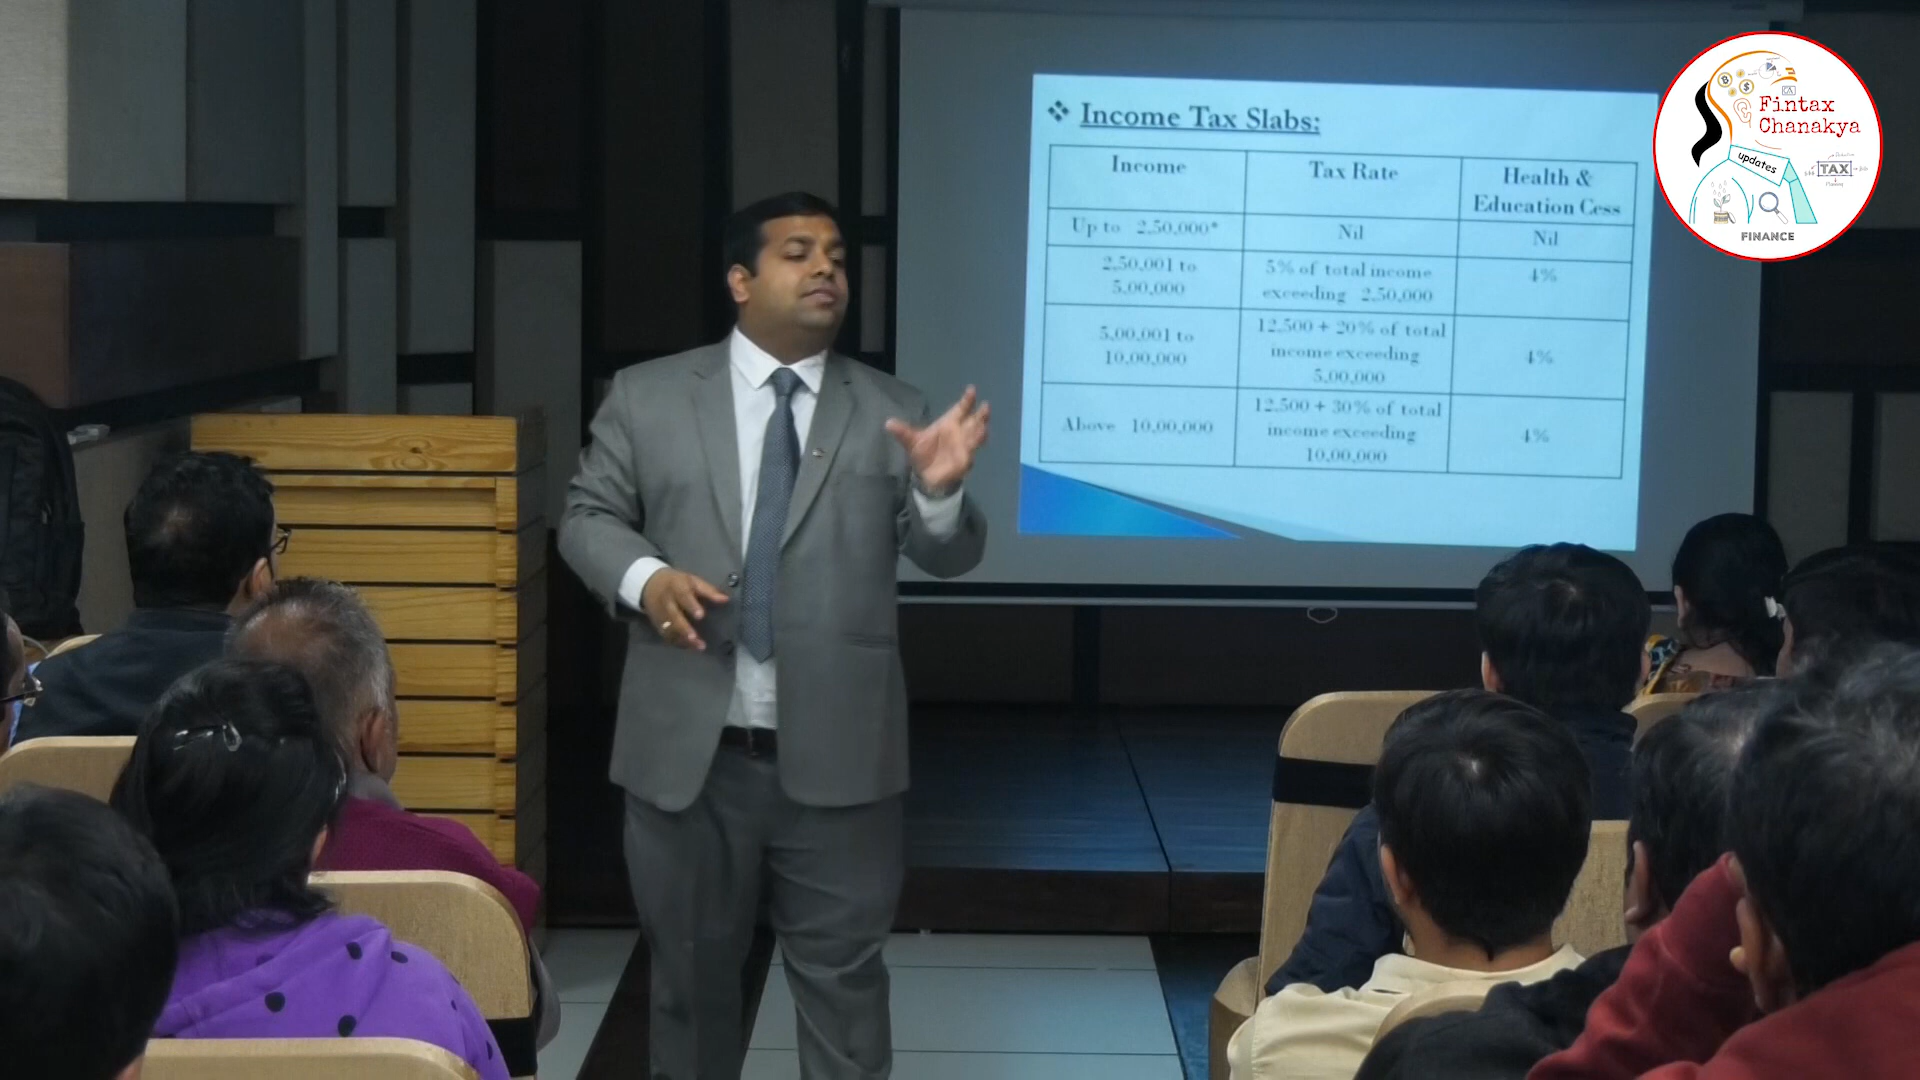 Income Tax Slabs:
Income
Tax Rate
Health &
Education Cess
Up to 2,50,000*
Nil
Nil
2,50,001 to
5,00,000
5% of total income
exceeding 2,50,000
4%
5,00,001 to
10,00,000
12,500 + 20% of total
income exceeding
5,00,000
4%
Above 10,00,000
12,500 + 30% of total
income exceeding
10,00,000
4%
Fintax
Chanakya
updates
TAX
FINANCE